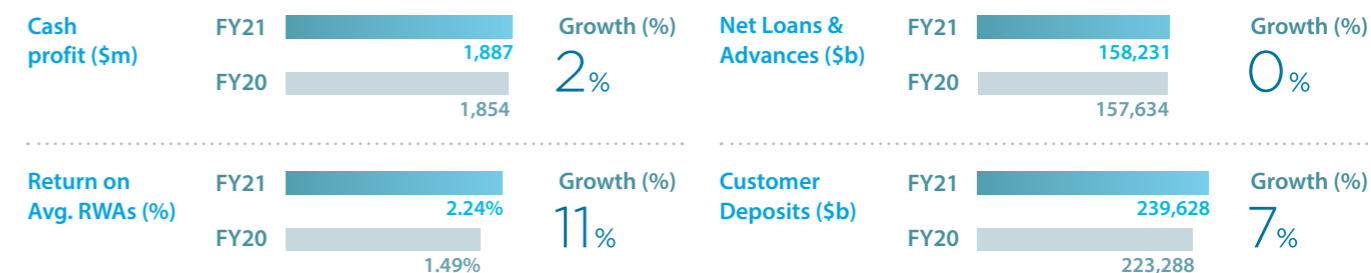 Cash
profit ($m)
FY21
1,887
FY20
1,854
Growth (%)
2%
Net Loans &
Advances ($b)
FY21
158,231
FY20
157,634
Growth (%)
0%
Return on
Avg. RWAs (%)
FY21
2.24%
FY20
1.49%
Growth (%)
11%
Customer
Deposits ($b)
FY21
239,628
FY20
223,288
Growth (%)
7%